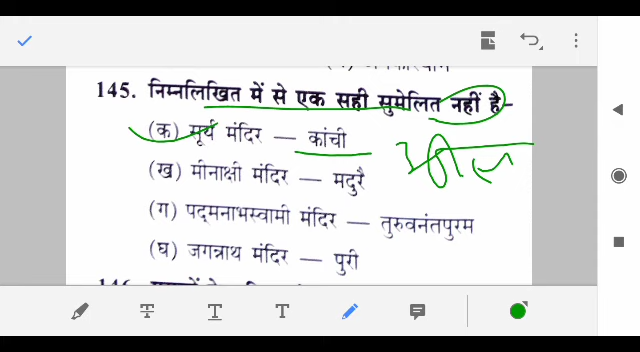 145. निम्नलिखित में से एक सही सुमेलित नहीं है-
(क) सूर्य मंदिर — कांची
(ख) मीनाक्षी मंदिर — मदुरै
(ग) पद्मनाभस्वामी मंदिर — तुरुवनंतपुरम
(घ) जगन्नाथ मंदिर — पुरी